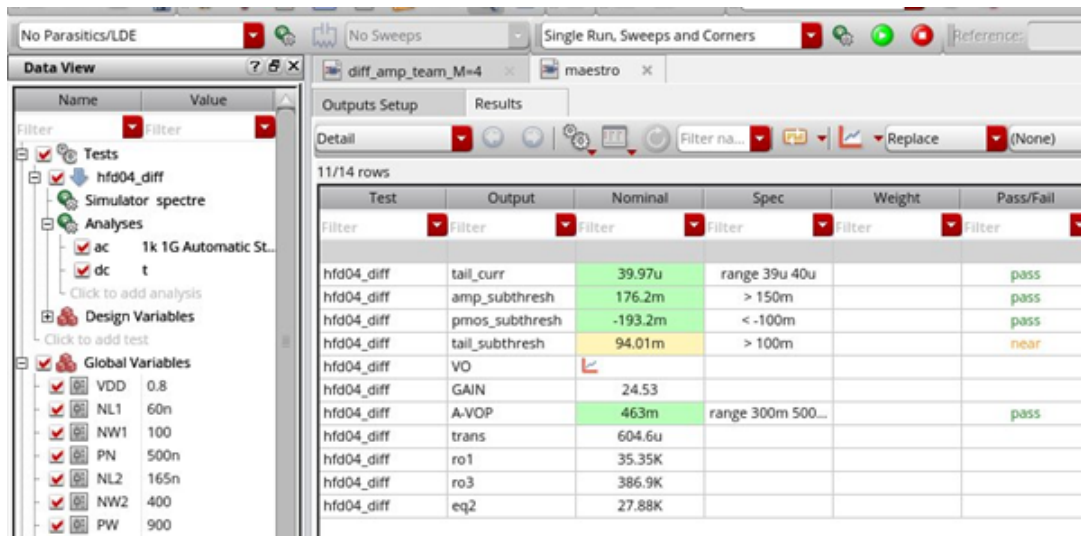 No Parasitics/LDE
No Sweeps
Single Run, Sweeps and Corners
Reference:
Data View
diff_amp_team_M=4
maestro
Name Value
Filter Filter
Tests
hfd04_diff
Simulator spectre
Analyses
ac 1k 1G Automatic St...
dc t
Click to add analysis
Design Variables
Click to add test
Global Variables
VDD 0.8
NL1 60n
NW1 100
PN 500n
NL2 165n
NW2 400
PW 900
Outputs Setup Results
Detail
Filter na...
Replace
(None)
11/14 rows
Test Output Nominal Spec Weight Pass/Fail
Filter Filter Filter Filter Filter Filter
hfd04_diff tail_curr 39.97u range 39u 40u pass
hfd04_diff amp_subthresh 176.2m > 150m pass
hfd04_diff pmos_subthresh -193.2m < -100m pass
hfd04_diff tail_subthresh 94.01m > 100m near
hfd04_diff VO
hfd04_diff GAIN 24.53
hfd04_diff A-VOP 463m range 300m 500... pass
hfd04_diff trans 604.6u
hfd04_diff ro1 35.35K
hfd04_diff ro3 386.9K
hfd04_diff eq2 27.88K